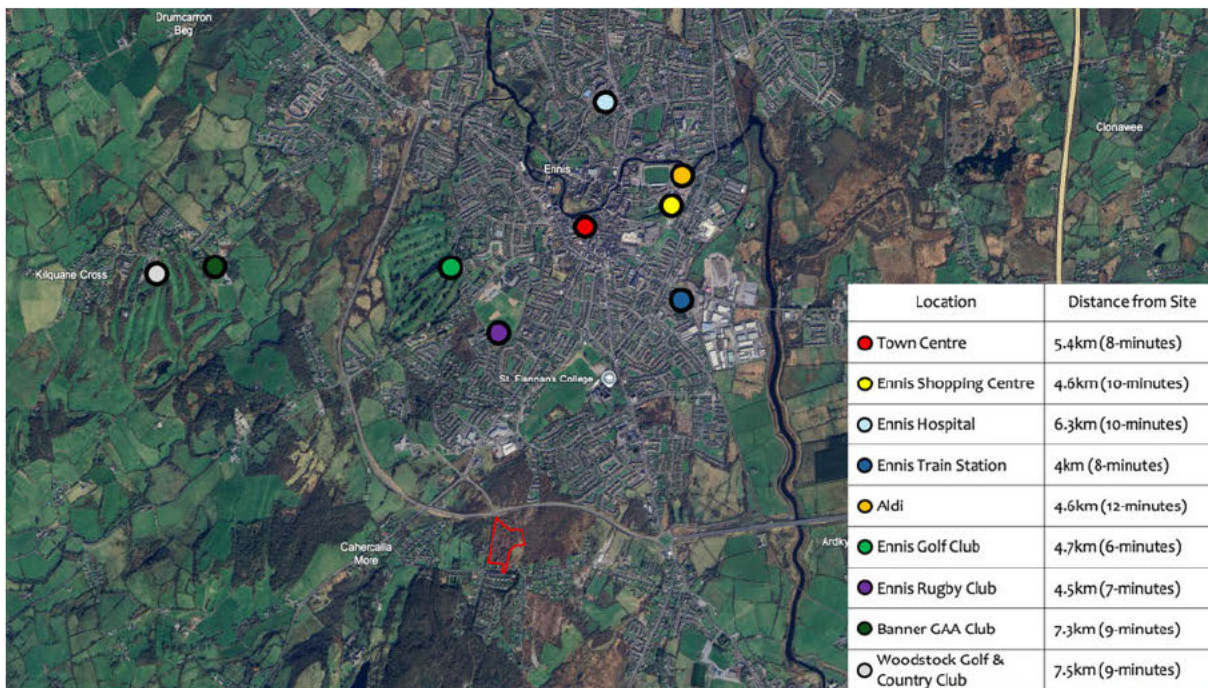 Drumcarron
Beg
Clonawee
Ennis
Kilquane Cross
St. Flannan's College
Cahercalla
More
Ardky
Location Distance from Site
Town Centre 5.4km (8-minutes)
Ennis Shopping Centre 4.6km (10-minutes)
Ennis Hospital 6.3km (10-minutes)
Ennis Train Station 4km (8-minutes)
Aldi 4.6km (12-minutes)
Ennis Golf Club 4.7km (6-minutes)
Ennis Rugby Club 4.5km (7-minutes)
Banner GAA Club 7.3km (9-minutes)
Woodstock Golf &
Country Club 7.5km (9-minutes)